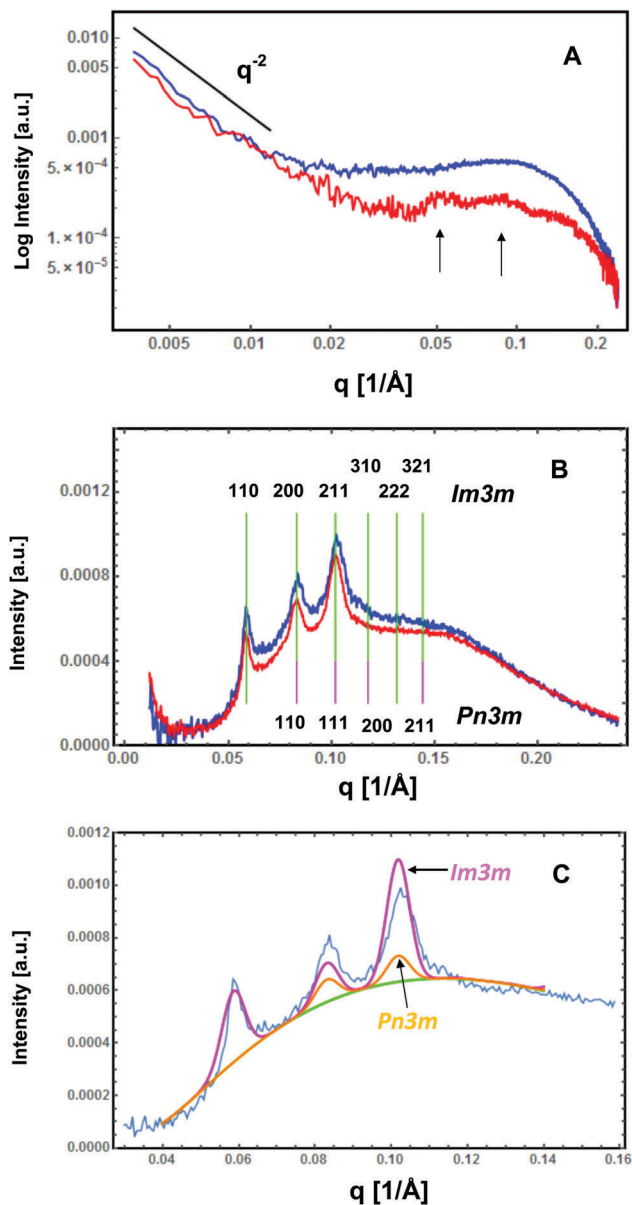 0.010
0.005
0.001
5.×10⁻⁴
1.×10⁻⁴
5.×10⁻⁵
Log Intensity [a.u.]
q⁻²
A
0.005 0.01 0.02 0.05 0.1 0.2
q [1/Å]
B
310 321
110 200 211 222 Im3m
0.0012
0.0008
0.0004
0.0000
Intensity [a.u.]
110 111 200 211 Pn3m
0.00 0.05 0.10 0.15 0.20
q [1/Å]
0.0012
0.0010
0.0008
0.0006
0.0004
0.0002
0.0000
Intensity [a.u.]
Im3m
C
Pn3m
0.04 0.06 0.08 0.10 0.12 0.14 0.16
q [1/Å]